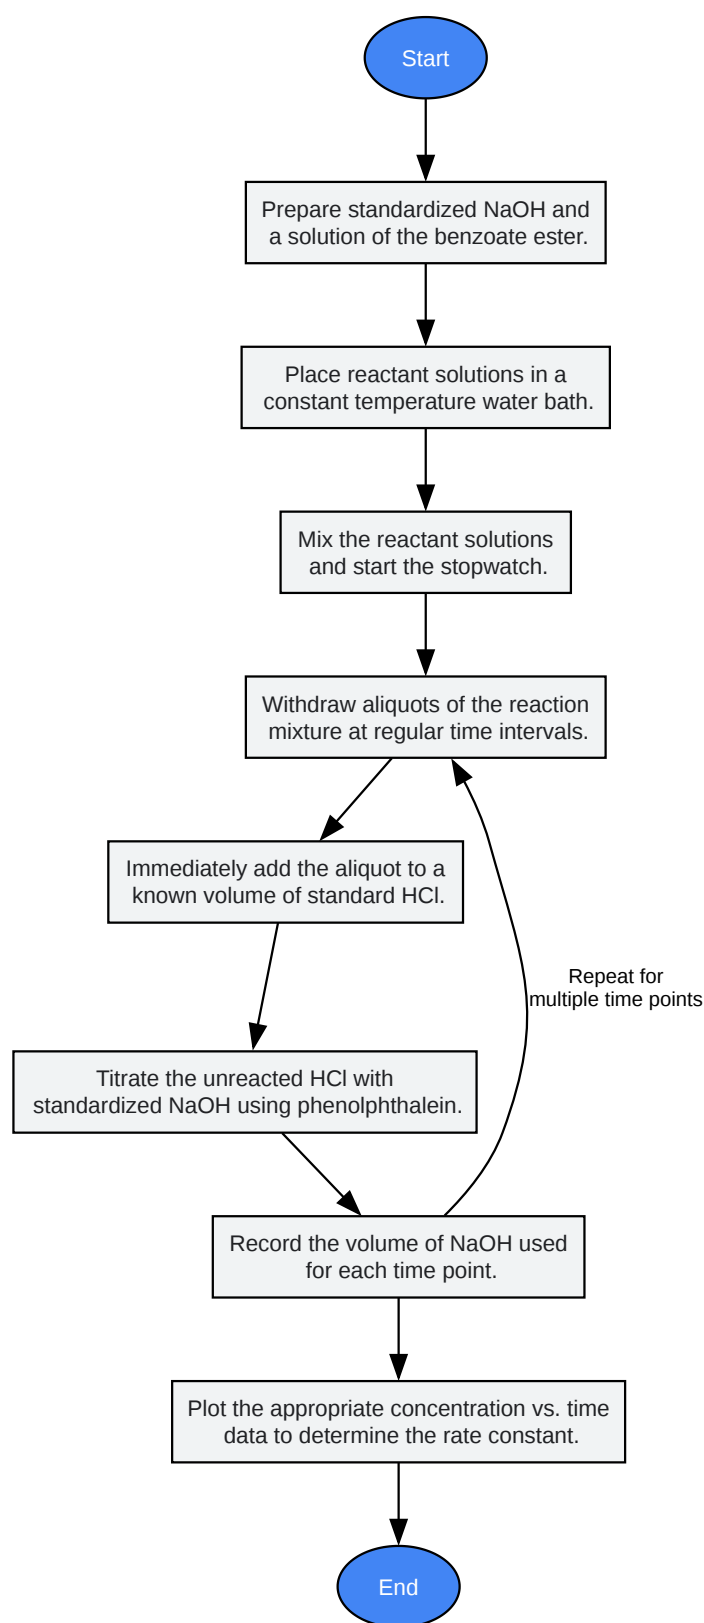 Start
Prepare standardized NaOH and
a solution of the benzoate ester.
Place reactant solutions in a
constant temperature water bath.
Mix the reactant solutions
and start the stopwatch.
Withdraw aliquots of the reaction
mixture at regular time intervals.
Immediately add the aliquot to a
known volume of standard HCl.
Repeat for
multiple time points
Titrate the unreacted HCl with
standardized NaOH using phenolphthalein.
Record the volume of NaOH used
for each time point.
Plot the appropriate concentration vs. time
data to determine the rate constant.
End